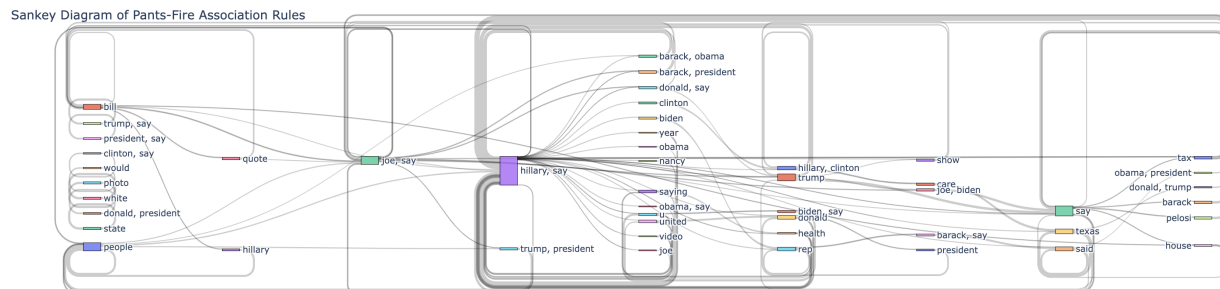 Sankey Diagram of Pants-Fire Association Rules
bill
trump, say
president, say
clinton, say
would
photo
white
donald, president
state
people
quote
hillary
joe, say
hillary, say
trump, president
barack, obama
barack, president
donald, say
clinton
biden
year
obama
nancy
saying
obama, say
u
united
video
joe
hillary, clinton
trump
biden, say
donald
health
rep
show
care
joe, biden
barack, say
president
say
texas
said
tax
obama, president
donald, trump
barack
pelosi
house